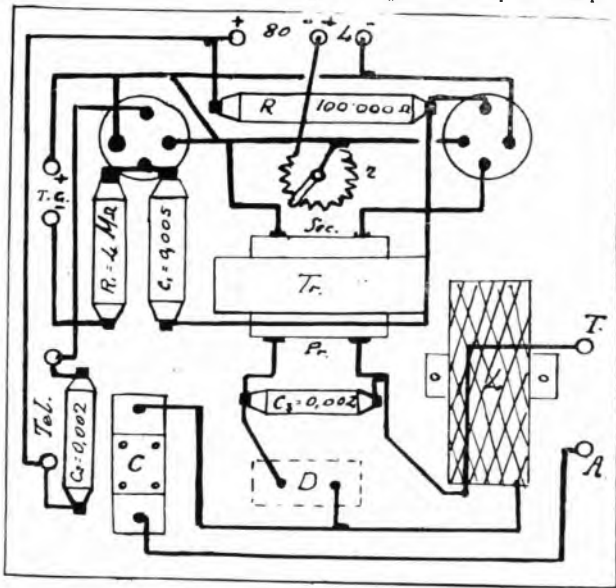 + 80 - + 4 -
R 100.000 Ω
T.G. +
-
r
R₁=4 MΩ
C₁=0,005
Sec.
Tr.
Pr.
L
T.
Tel.
C₂=0,002
C
C₃=0,002
D
A